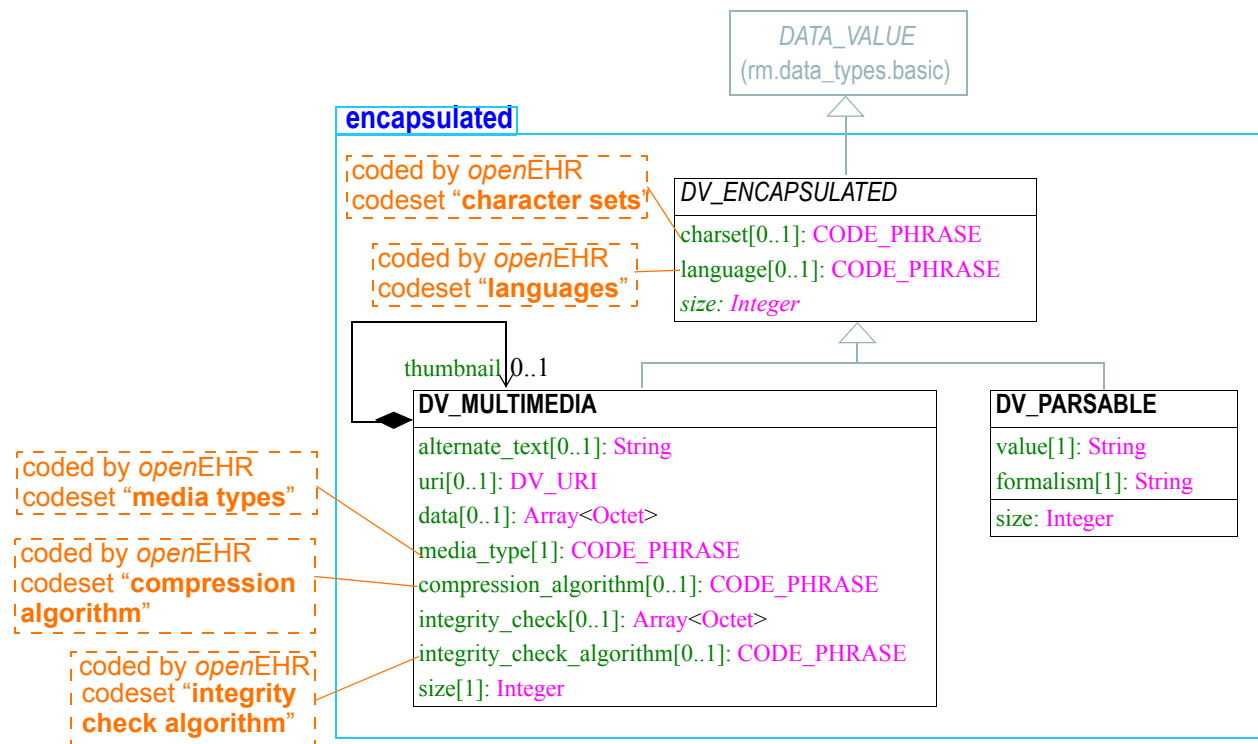 DATA_VALUE
(rm.data_types.basic)
encapsulated
coded by openEHR
codeset “character sets”
DV_ENCAPSULATED
charset[0..1]: CODE_PHRASE
language[0..1]: CODE_PHRASE
size: Integer
coded by openEHR
codeset “languages”
thumbnail 0..1
DV_MULTIMEDIA
alternate_text[0..1]: String
uri[0..1]: DV_URI
data[0..1]: Array<Octet>
media_type[1]: CODE_PHRASE
compression_algorithm[0..1]: CODE_PHRASE
integrity_check[0..1]: Array<Octet>
integrity_check_algorithm[0..1]: CODE_PHRASE
size[1]: Integer
DV_PARSABLE
value[1]: String
formalism[1]: String
size: Integer
coded by openEHR
codeset “media types”
coded by openEHR
codeset “compression
algorithm”
coded by openEHR
codeset “integrity
check algorithm”